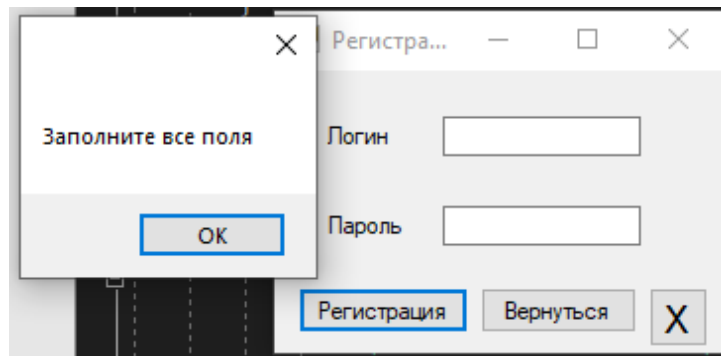 Регистра...
Заполните все поля
OK
Логин
Пароль
Регистрация
Вернуться
X